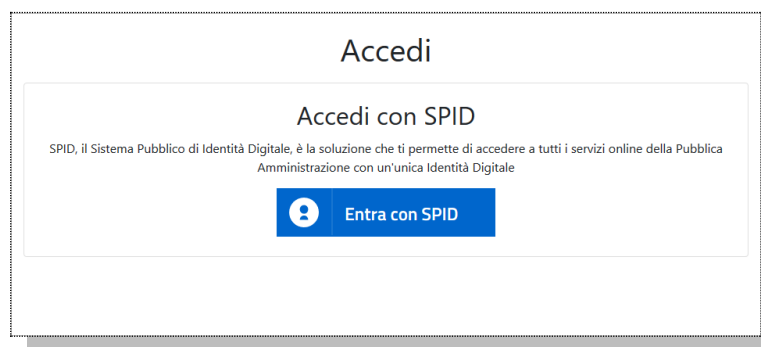 Accedi
Accedi con SPID
SPID, il Sistema Pubblico di Identità Digitale, è la soluzione che ti permette di accedere a tutti i servizi online della Pubblica
Amministrazione con un'unica Identità Digitale
Entra con SPID